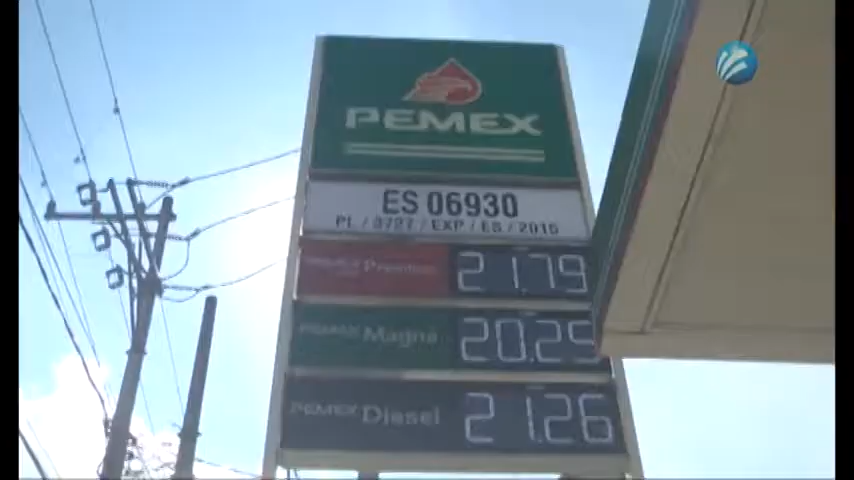 PEMEX
ES 06930
PL / 3727 / EXP / ES / 2015
PEMEX Premium 21.79
PEMEX Magna 20.25
PEMEX Diesel 21.26